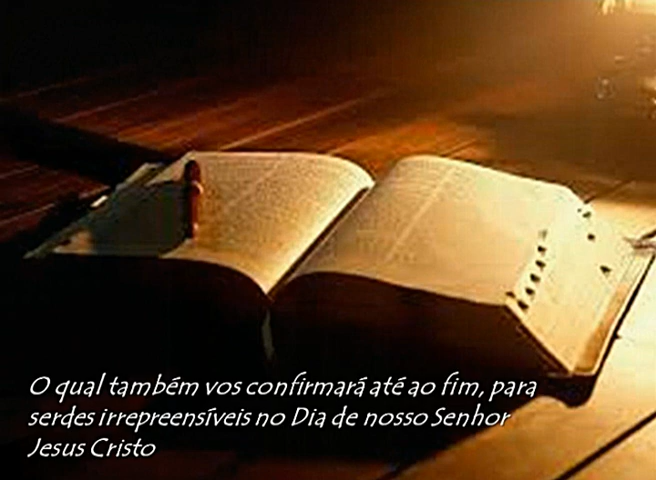 O qual também vos confirmará até ao fim, para
serdes irrepreensíveis no Dia de nosso Senhor
Jesus Cristo